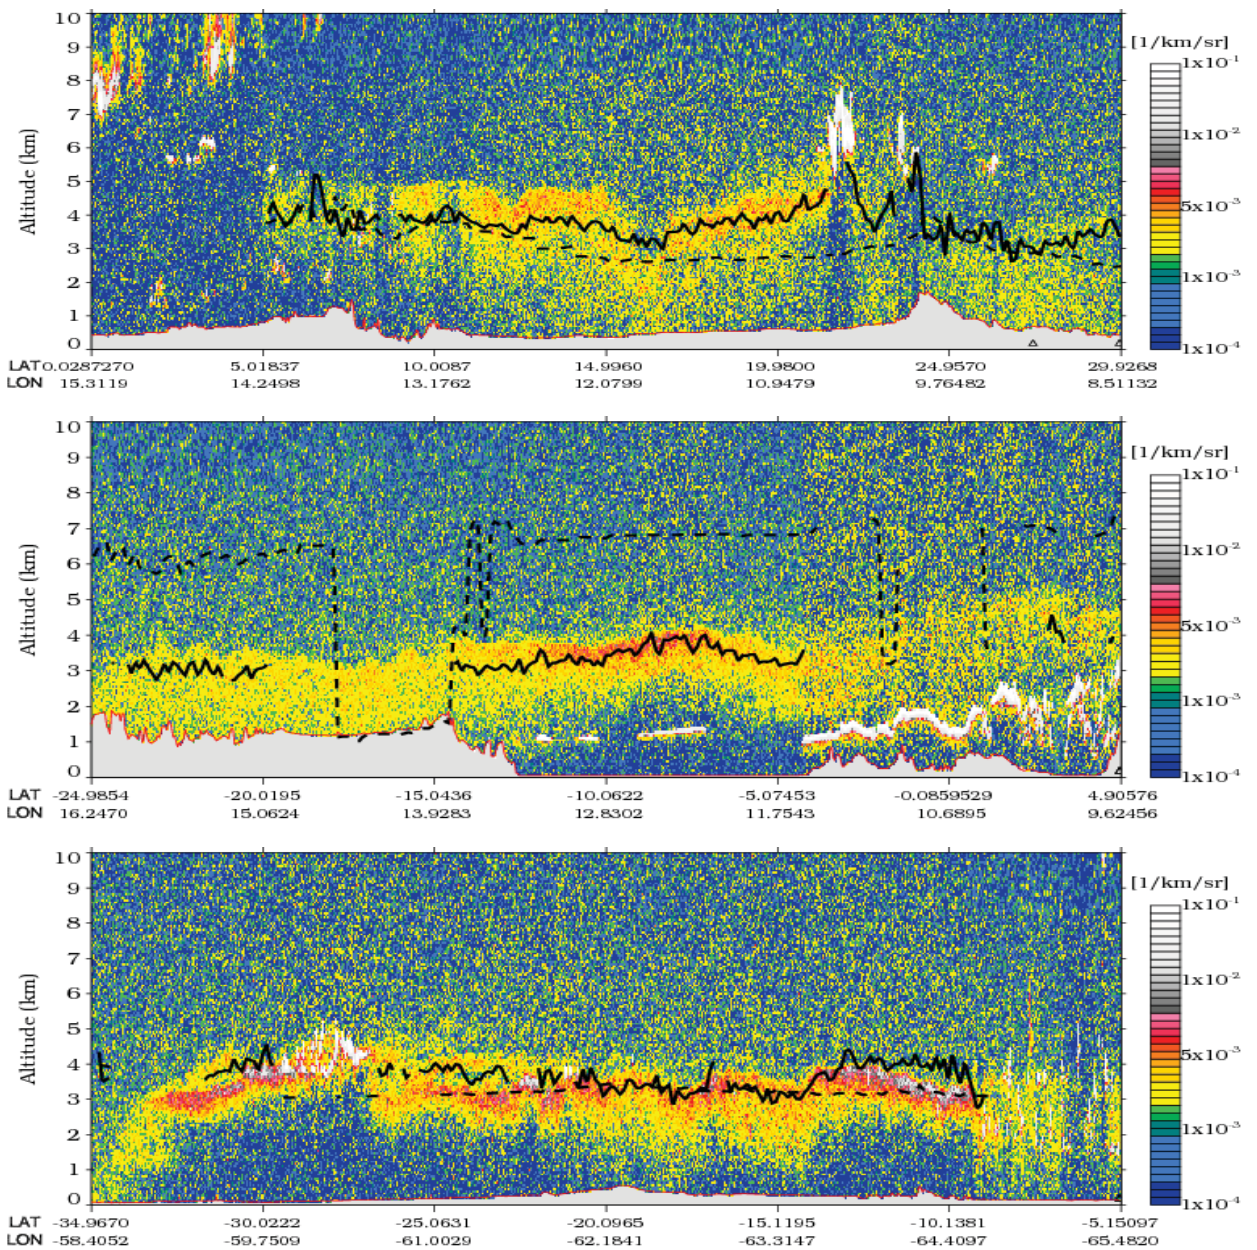 10
9
8
7
6
5
4
3
2
1
0
Altitude (km)
[1/km/sr]
1x10⁻¹
1x10⁻²
5x10⁻³
1x10⁻³
1x10⁻⁴
LAT 0.0287270 5.1837 10.0087 14.9960 19.9800 24.9570 29.9268
LON 15.3119 14.2498 13.1762 12.0799 10.9479 9.76482 8.51132
10
9
8
7
6
5
4
3
2
1
0
Altitude (km)
[1/km/sr]
1x10⁻¹
1x10⁻²
5x10⁻³
1x10⁻³
1x10⁻⁴
LAT -24.9854 -20.0195 -15.0436 -10.0622 -5.07453 -0.0859529 4.90576
LON 16.2470 15.0624 13.9283 12.8302 11.7543 10.6895 9.62456
10
9
8
7
6
5
4
3
2
1
0
Altitude (km)
[1/km/sr]
1x10⁻¹
1x10⁻²
5x10⁻³
1x10⁻³
1x10⁻⁴
LAT -34.9670 -30.0222 -25.0631 -20.0965 -15.1195 -10.1381 -5.15097
LON -58.4052 -59.7509 -61.0029 -62.1841 -63.3147 -64.4097 -65.4820